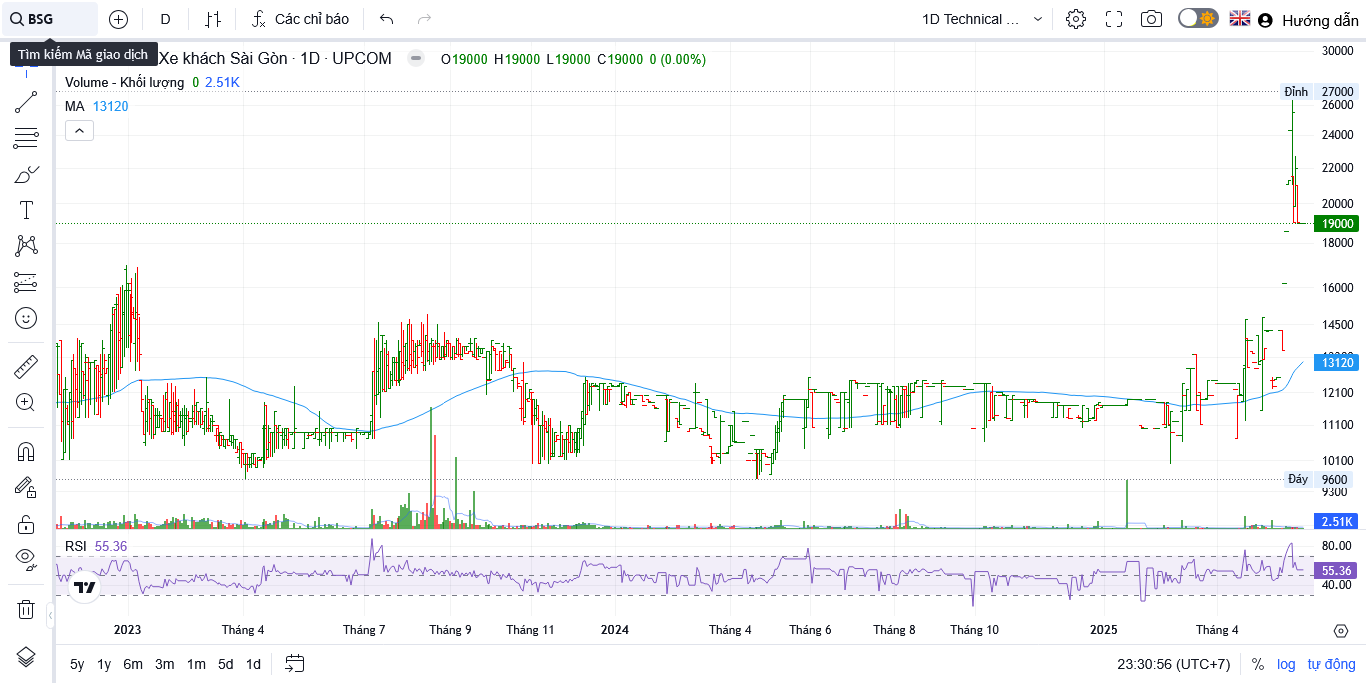 BSG D Các chỉ báo 1D Technical ... Hướng dẫn
Tìm kiếm Mã giao dịch
Xe khách Sài Gòn · 1D · UPCOM O19000 H19000 L19000 C19000 0 (0.00%)
Volume - Khối lượng 0 2.51K
MA 13120
30000
Đỉnh 27000
26000
24000
22000
20000
19000
18000
16000
14500
13120
12100
11100
10100
Đáy 9600
9300
2.51K
RSI 55.36
80.00
55.36
40.00
2023 Tháng 4 Tháng 7 Tháng 9 Tháng 11 2024 Tháng 4 Tháng 6 Tháng 8 Tháng 10 2025 Tháng 4
5y 1y 6m 3m 1m 5d 1d 23:30:56 (UTC+7) % log tự động